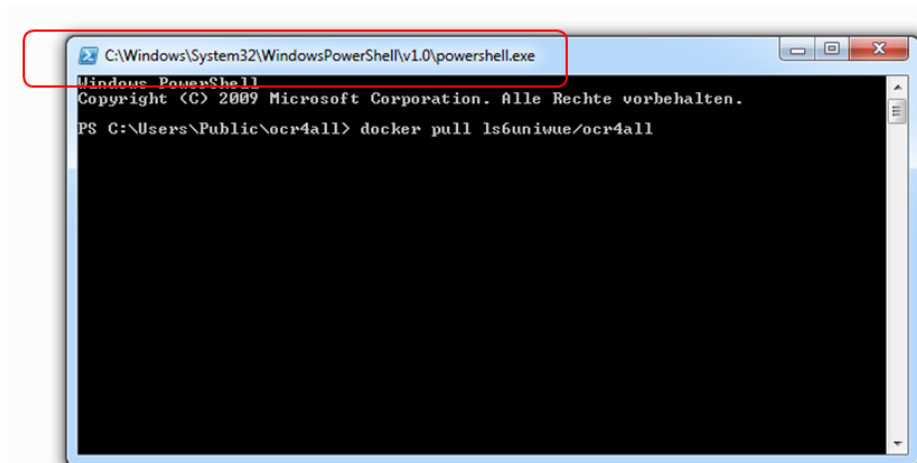 C:\Windows\System32\WindowsPowerShell\v1.0\powershell.exe
Windows PowerShell
Copyright (C) 2009 Microsoft Corporation. Alle Rechte vorbehalten.
PS C:\Users\Public\ocr4all> docker pull ls6uniwue/ocr4all